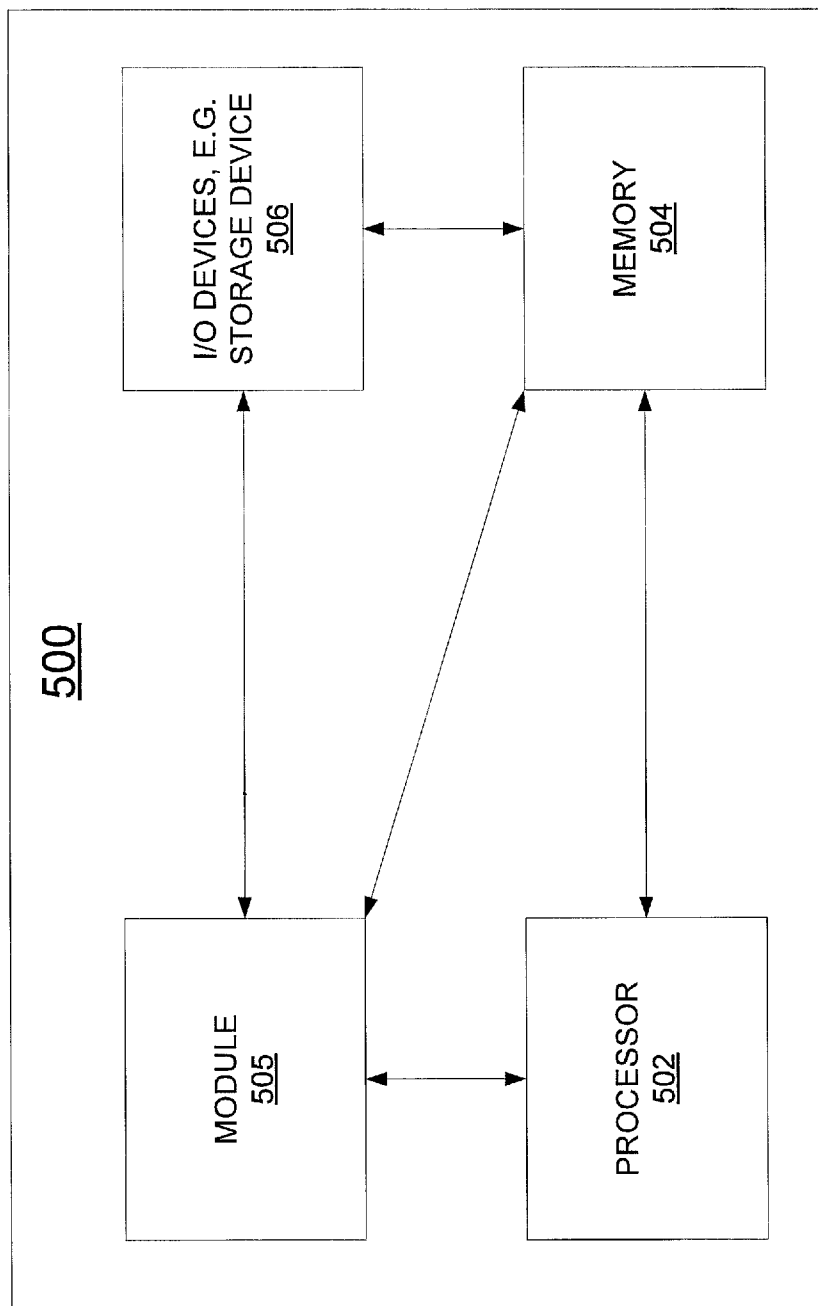 500
MODULE
505
I/O DEVICES, E.G.
STORAGE DEVICE
506
PROCESSOR
502
MEMORY
504